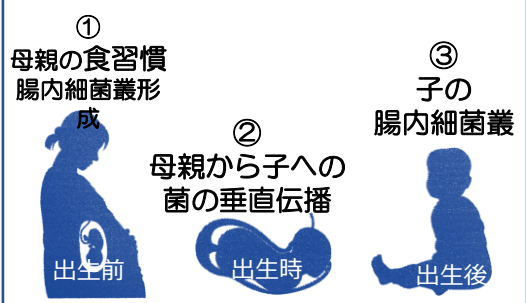 ①
母親の食習慣
腸内細菌叢形
成
出生前
②
母親から子への
菌の垂直伝播
出生時
③
子の
腸内細菌叢
出生後